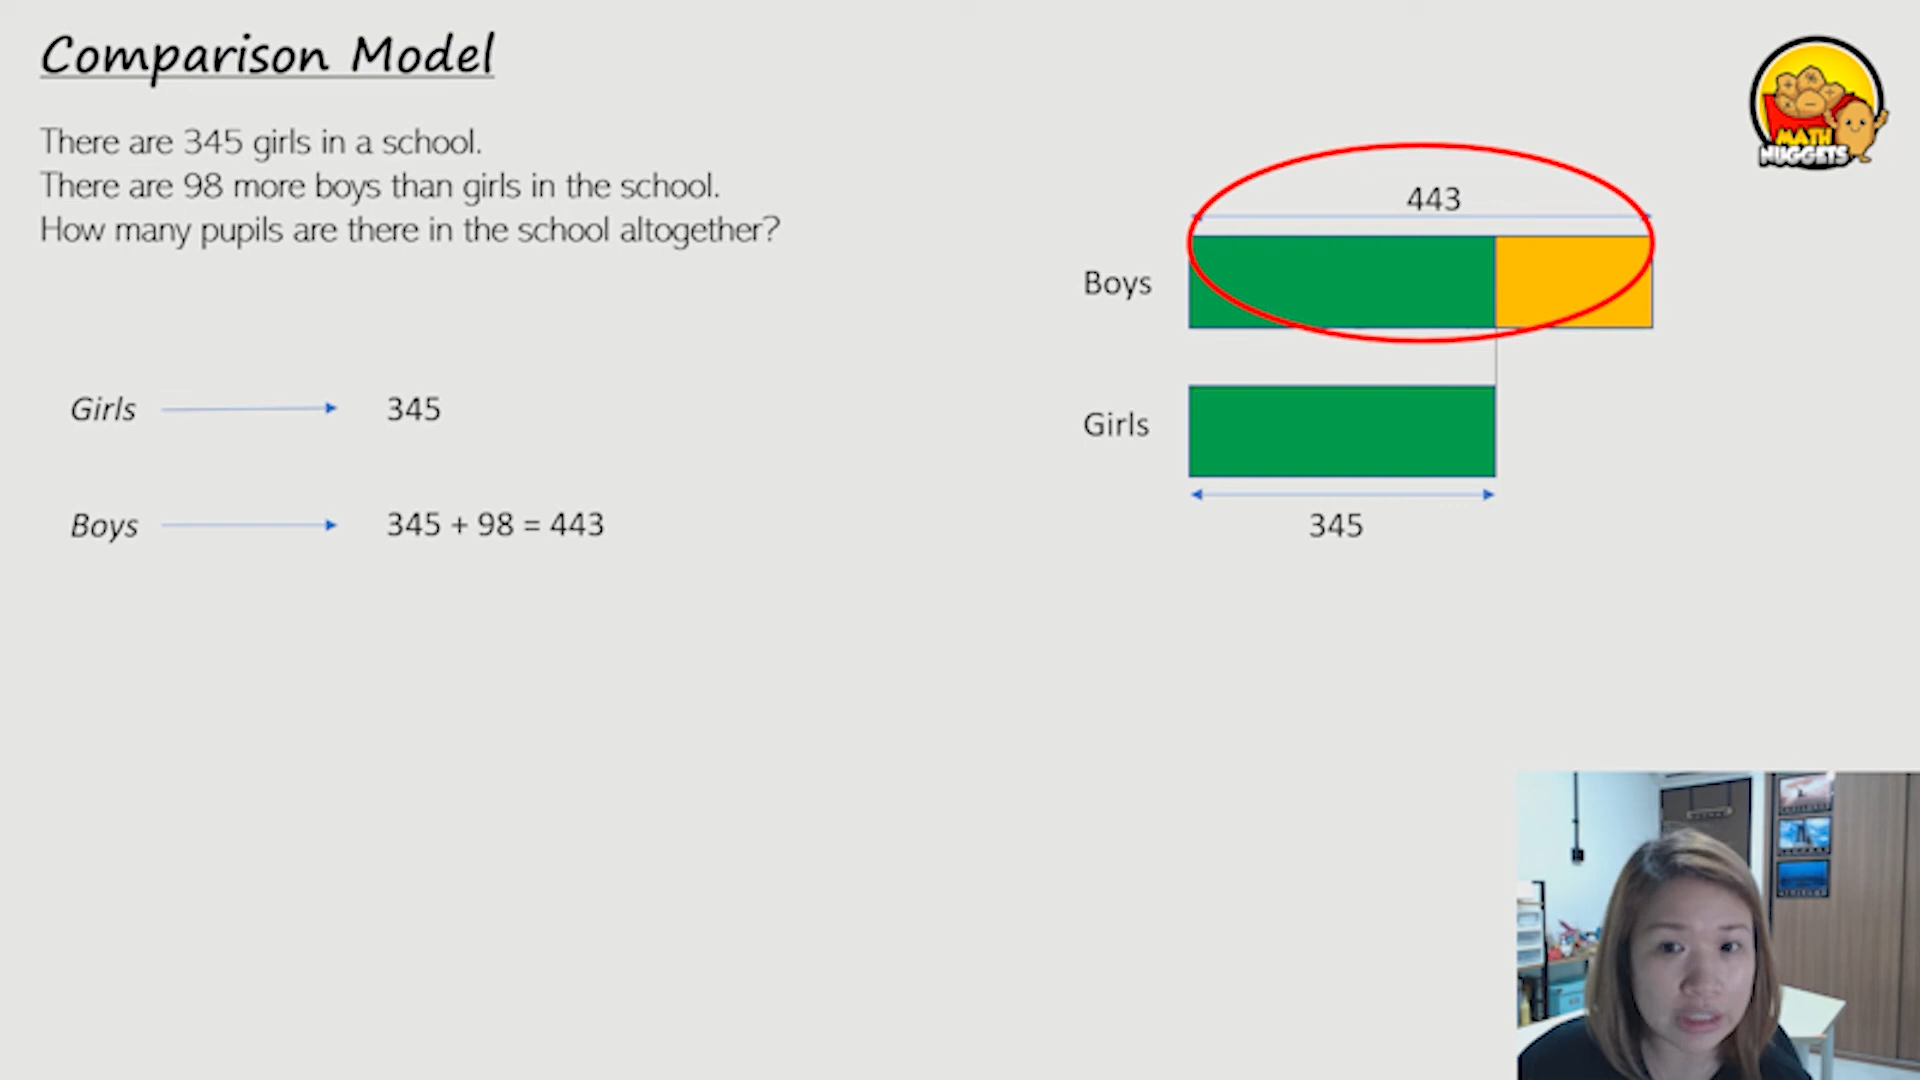 Comparison Model
There are 345 girls in a school.
There are 98 more boys than girls in the school.
How many pupils are there in the school altogether?
MATH
NUGGETS
443
Boys
Girls
345
Girls 345
Boys 345 + 98 = 443